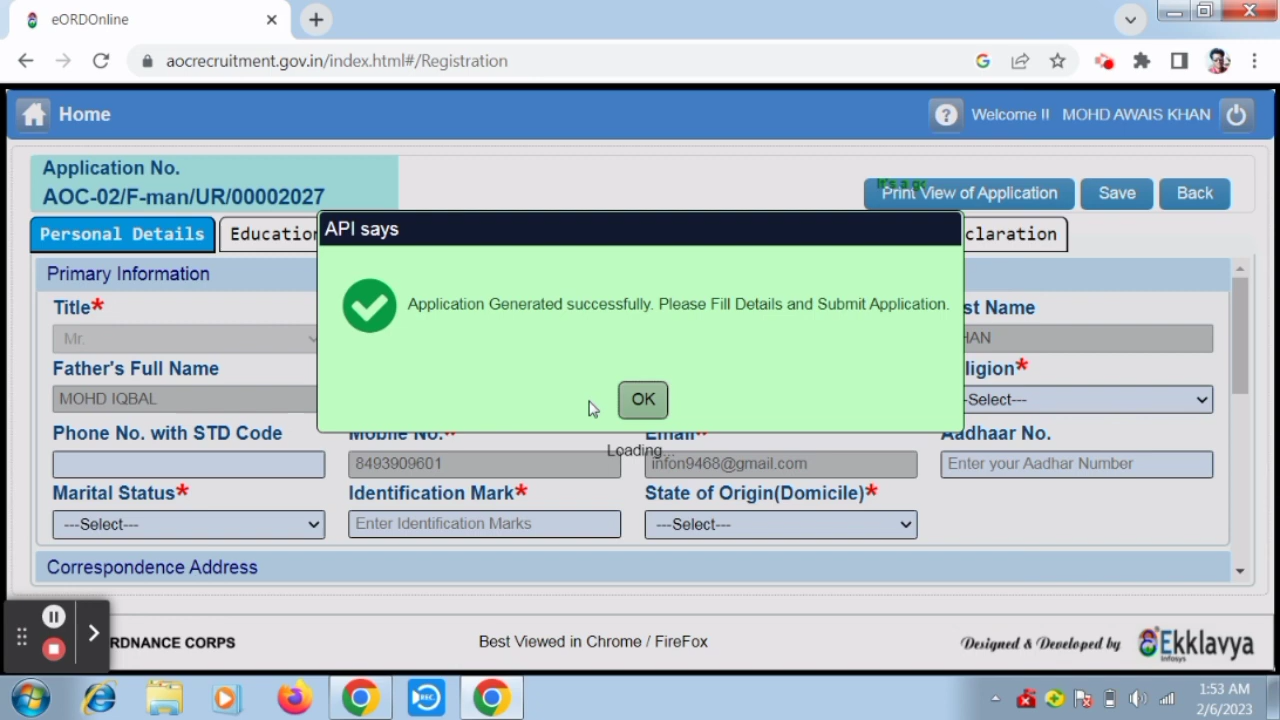 eORDOnline
aocrecruitment.gov.in/index.html#/Registration
Home
Welcome !! MOHD AWAIS KHAN
Application No.
AOC-02/F-man/UR/00002027
It's a
Print View of Application
Save
Back
Personal Details
Education
claration
API says
Application Generated successfully. Please Fill Details and Submit Application.
OK
Loading...
Primary Information
Title*
st Name
Mr.
HAN
Father's Full Name
ligion*
MOHD IQBAL
-Select---
Phone No. with STD Code
Mobile No.*
Email*
Aadhaar No.
8493909601
infon9468@gmail.com
Enter your Aadhar Number
Marital Status*
Identification Mark*
State of Origin(Domicile)*
---Select---
Enter Identification Marks
---Select---
Correspondence Address
RDNANCE CORPS
Best Viewed in Chrome / FireFox
Designed & Developed by
Ekklavya
Infosys
REC
1:53 AM
2/6/2023